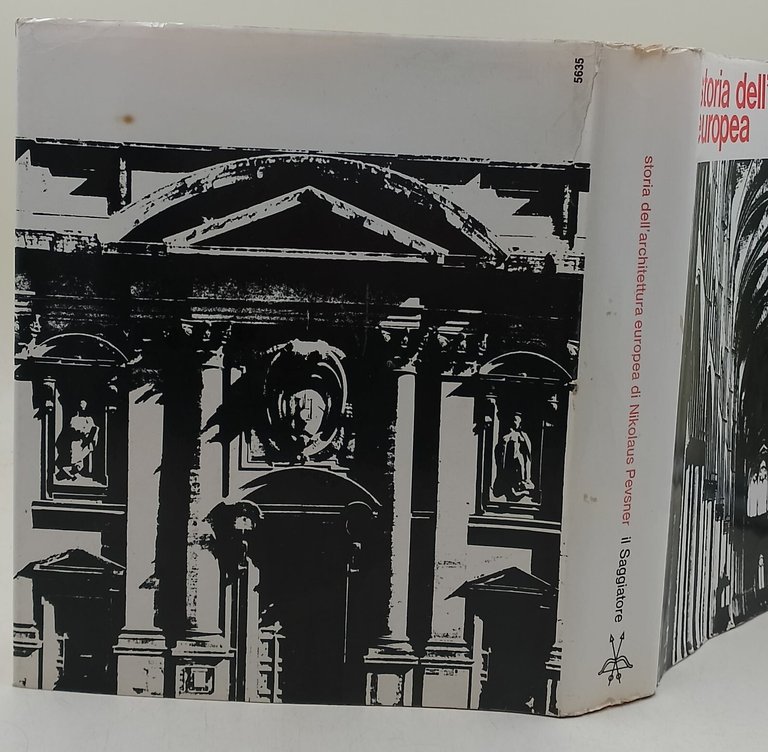 5635
storia dell'architettura europea di Nikolaus Pevsner il Saggiatore
storia dell'
europea